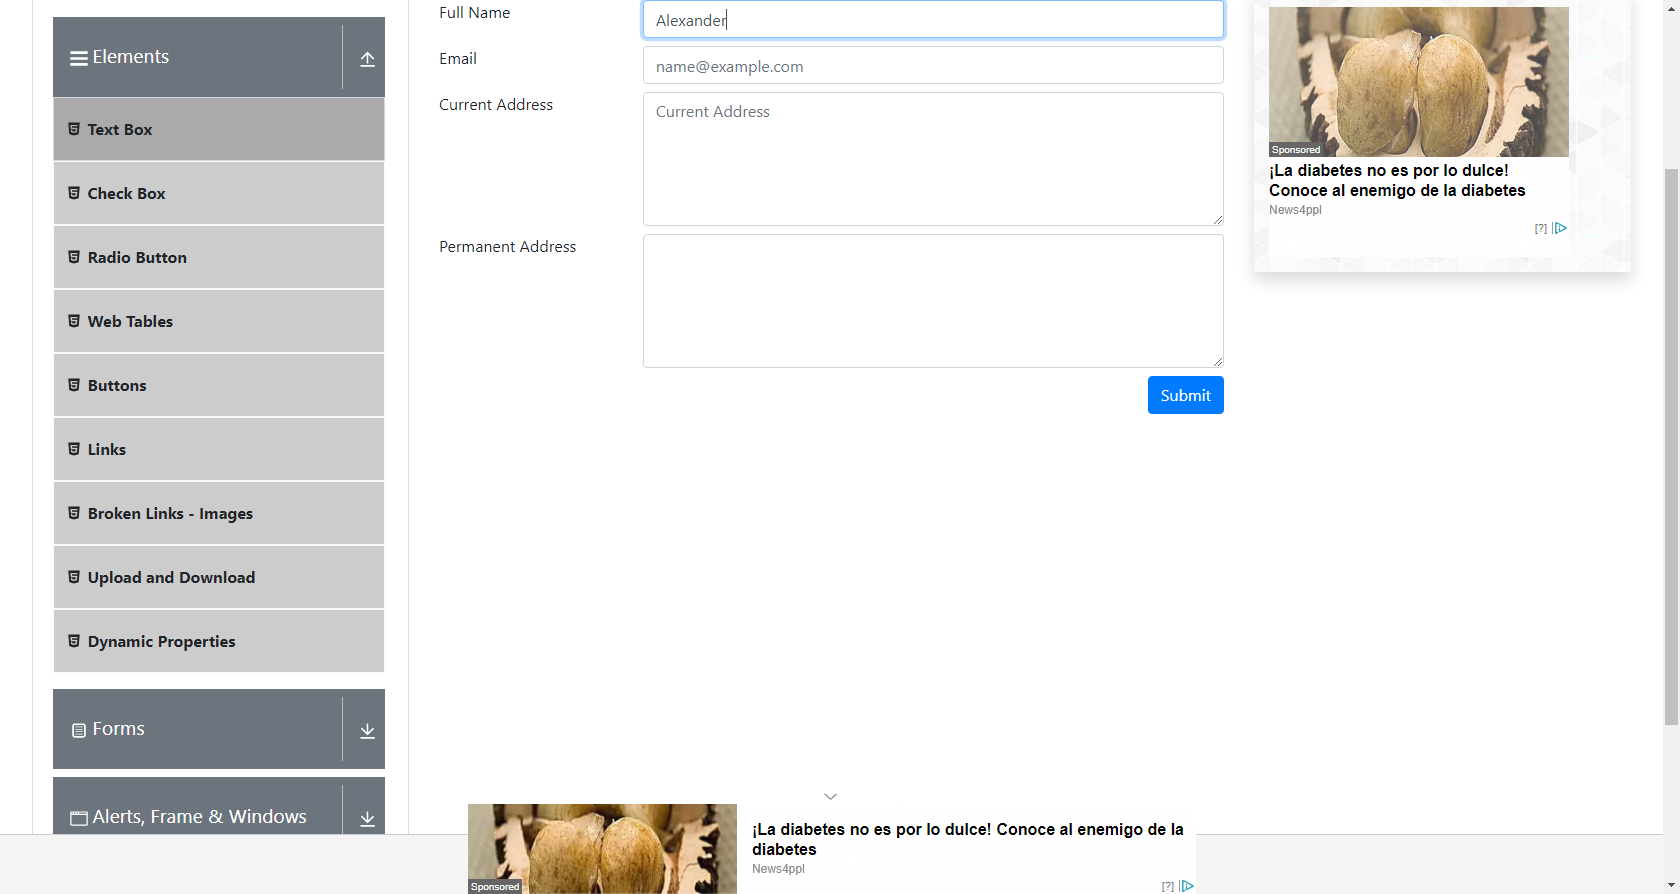 Elements
Text Box
Check Box
Radio Button
Web Tables
Buttons
Links
Broken Links - Images
Upload and Download
Dynamic Properties
Forms
Alerts, Frame & Windows
Full Name
Alexander
Email
name@example.com
Current Address
Current Address
Permanent Address
Submit
Sponsored
¡La diabetes no es por lo dulce!
Conoce al enemigo de la diabetes
News4ppl
[?]
Sponsored
¡La diabetes no es por lo dulce! Conoce al enemigo de la
diabetes
News4ppl
[?]